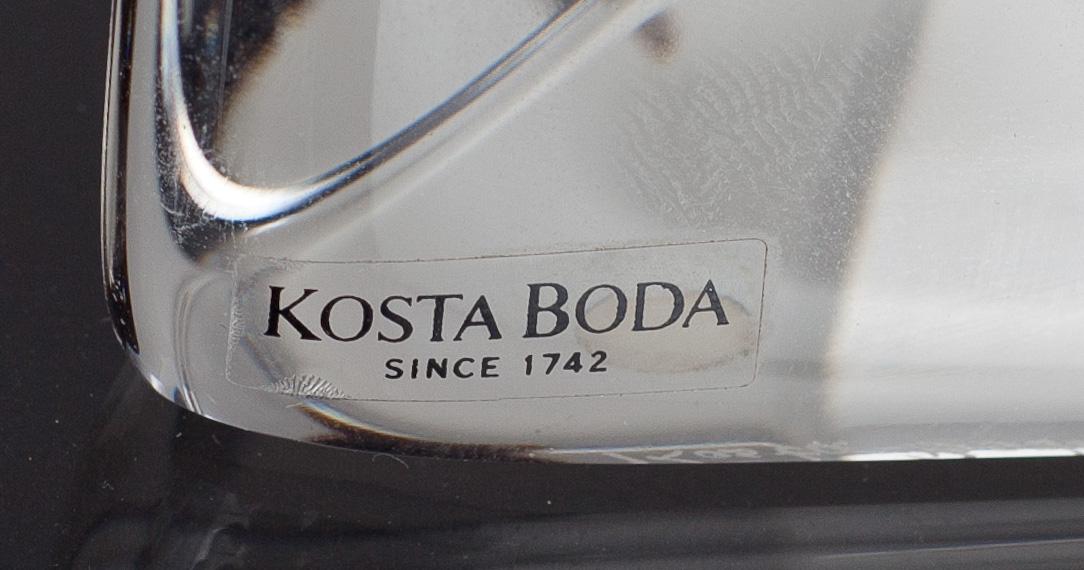 KOSTA BODA
SINCE 1742